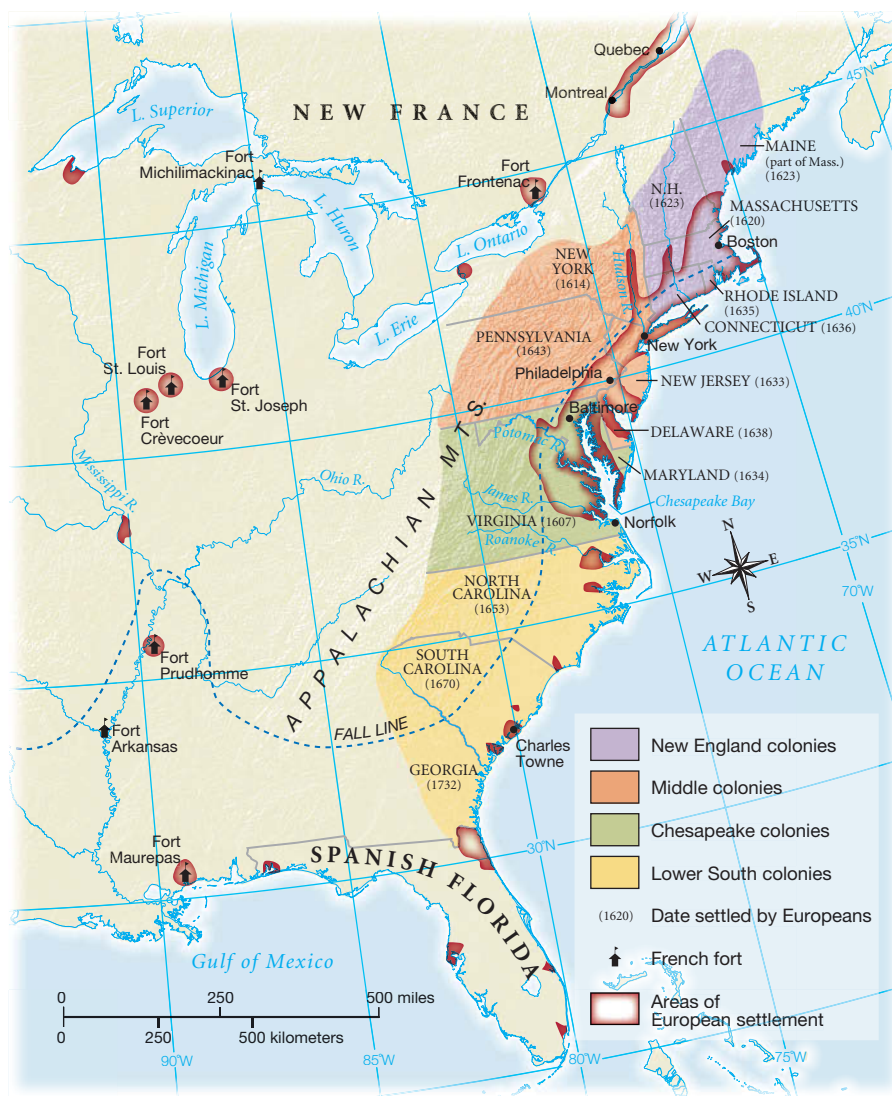 Quebec
45°N
Montreal
L. Superior
NEW FRANCE
MAINE
(part of Mass.)
(1623)
Fort
Michilimackinac
Fort
Frontenac
N.H.
(1623)
MASSACHUSETTS
(1620)
L. Huron
L. Ontario
Boston
L. Michigan
NEW
YORK
(1614)
Hudson R.
RHODE ISLAND
(1635)
L. Erie
40°N
CONNECTICUT (1636)
PENNSYLVANIA
(1643)
New York
Fort
St. Louis
Philadelphia
NEW JERSEY (1633)
Fort
St. Joseph
Fort
Crèvecoeur
Baltimore
Potomac R.
DELAWARE (1638)
Mississippi R.
Ohio R.
MARYLAND (1634)
James R.
Chesapeake Bay
VIRGINIA (1607)
Norfolk
Roanoke R.
APPALACHIAN MTS.
N
E
W
S
35°N
70°W
NORTH
CAROLINA
(1653)
ATLANTIC
OCEAN
Fort
Prudhomme
SOUTH
CAROLINA
(1670)
FALL LINE
Fort
Arkansas
Charles
Towne
GEORGIA
(1732)
New England colonies
Middle colonies
Chesapeake colonies
Lower South colonies
(1620) Date settled by Europeans
French fort
Areas of
European settlement
Fort
Maurepas
30°N
SPANISH FLORIDA
Gulf of Mexico
0 250 500 miles
0 250 500 kilometers
90°W
85°W
80°W
75°W